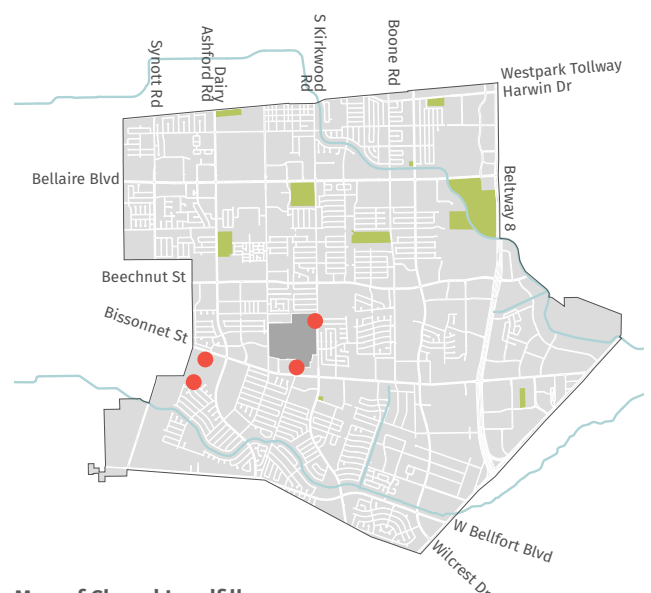 Synott Rd
Dairy
Ashford Rd
S Kirkwood
Rd
Boone Rd
Westpark Tollway
Harwin Dr
Bellaire Blvd
Beltway 8
Beechnut St
Bissonnet St
W Bellfort Blvd
Wilcrest Dr